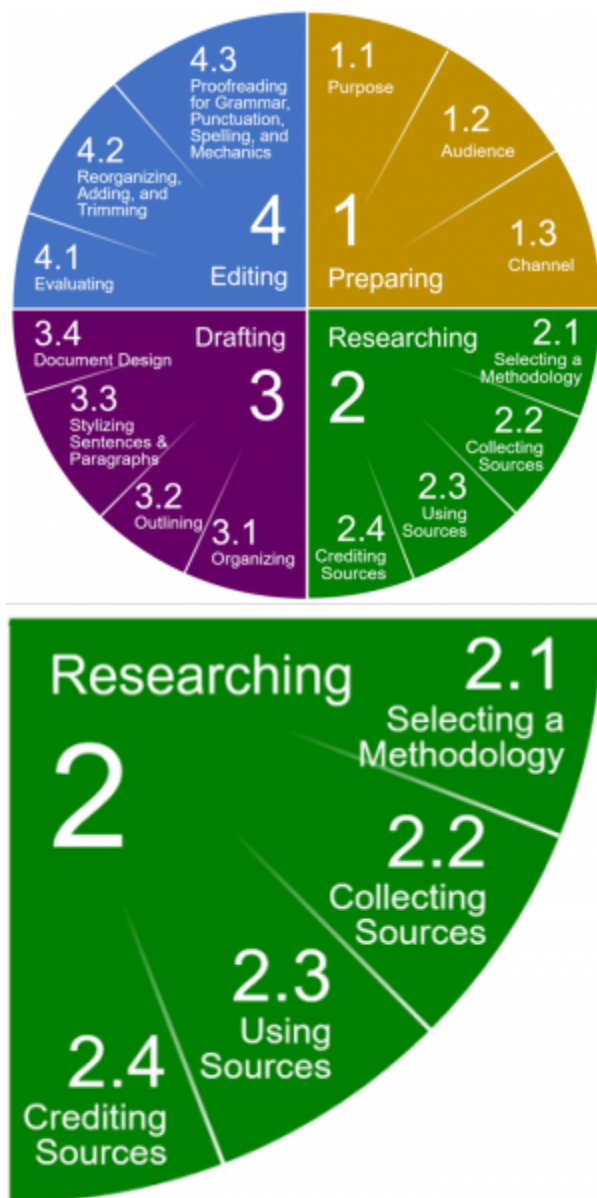 1.1
Purpose
1.2
Audience
1.3
Channel
1
Preparing
Researching
2
2.1
Selecting a
Methodology
2.2
Collecting
Sources
2.3
Using
Sources
2.4
Crediting
Sources
Drafting
3
3.1
Organizing
3.2
Outlining
3.3
Stylizing
Sentences &
Paragraphs
3.4
Document Design
4
Editing
4.1
Evaluating
4.2
Reorganizing,
Adding, and
Trimming
4.3
Proofreading
for Grammar,
Punctuation,
Spelling, and
Mechanics
Researching
2
2.1
Selecting a
Methodology
2.2
Collecting
Sources
2.3
Using
Sources
2.4
Crediting
Sources